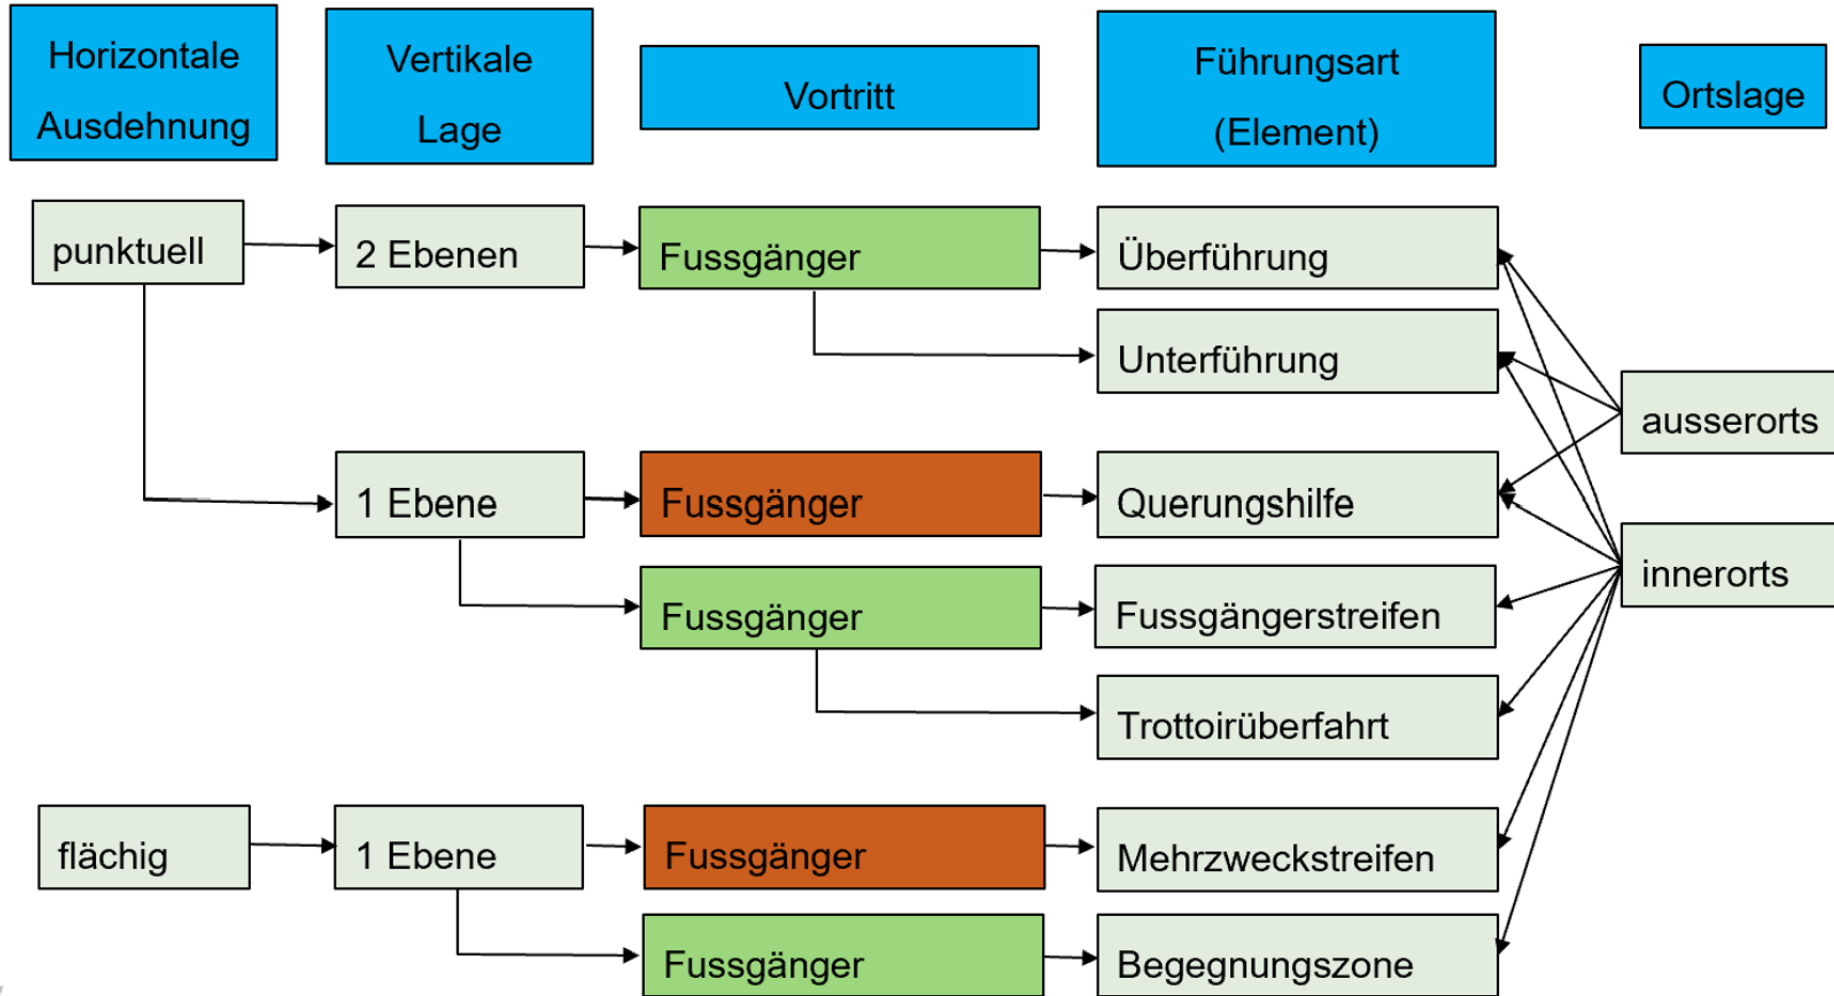 Horizontale
Ausdehnung
Vertikale
Lage
Vortritt
Führungsart
(Element)
Ortslage
punktuell
2 Ebenen
Fussgänger
Überführung
Unterführung
ausserorts
1 Ebene
Fussgänger
Querungshilfe
innerorts
Fussgänger
Fussgängerstreifen
Trottoirüberfahrt
flächig
1 Ebene
Fussgänger
Mehrzweckstreifen
Fussgänger
Begegnungszone